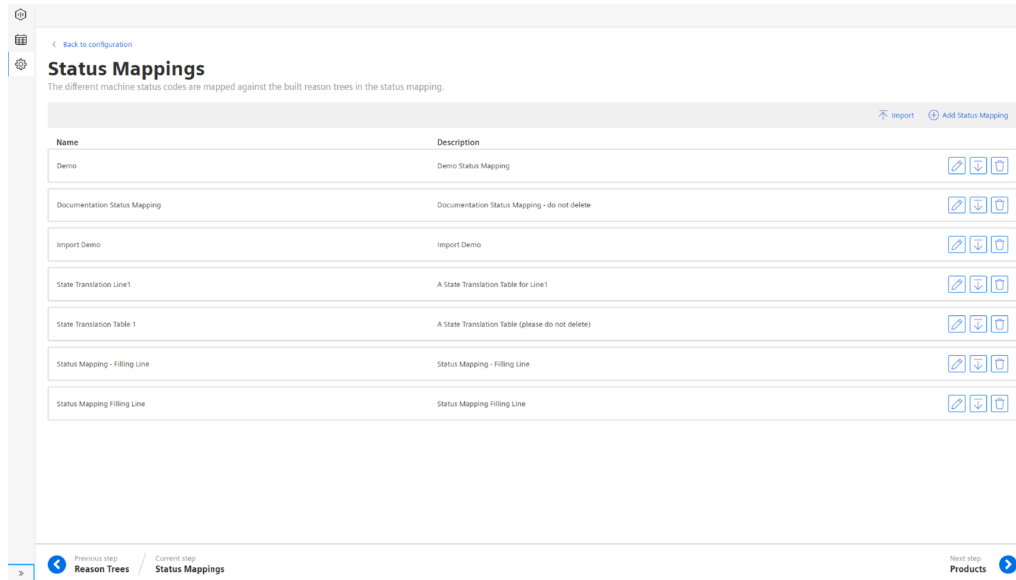 Back to configuration
Status Mappings
The different machine status codes are mapped against the built reason trees in the status mapping.
Import Add Status Mapping
Name Description
Demo Demo Status Mapping
Documentation Status Mapping Documentation Status Mapping - do not delete
Import Demo Import Demo
State Translation Line1 A State Translation Table for Line1
State Translation Table 1 A State Translation Table (please do not delete)
Status Mapping - Filling Line Status Mapping - Filling Line
Status Mapping Filling Line Status Mapping Filling Line
Previous step Current step Next step
Reason Trees Status Mappings Products